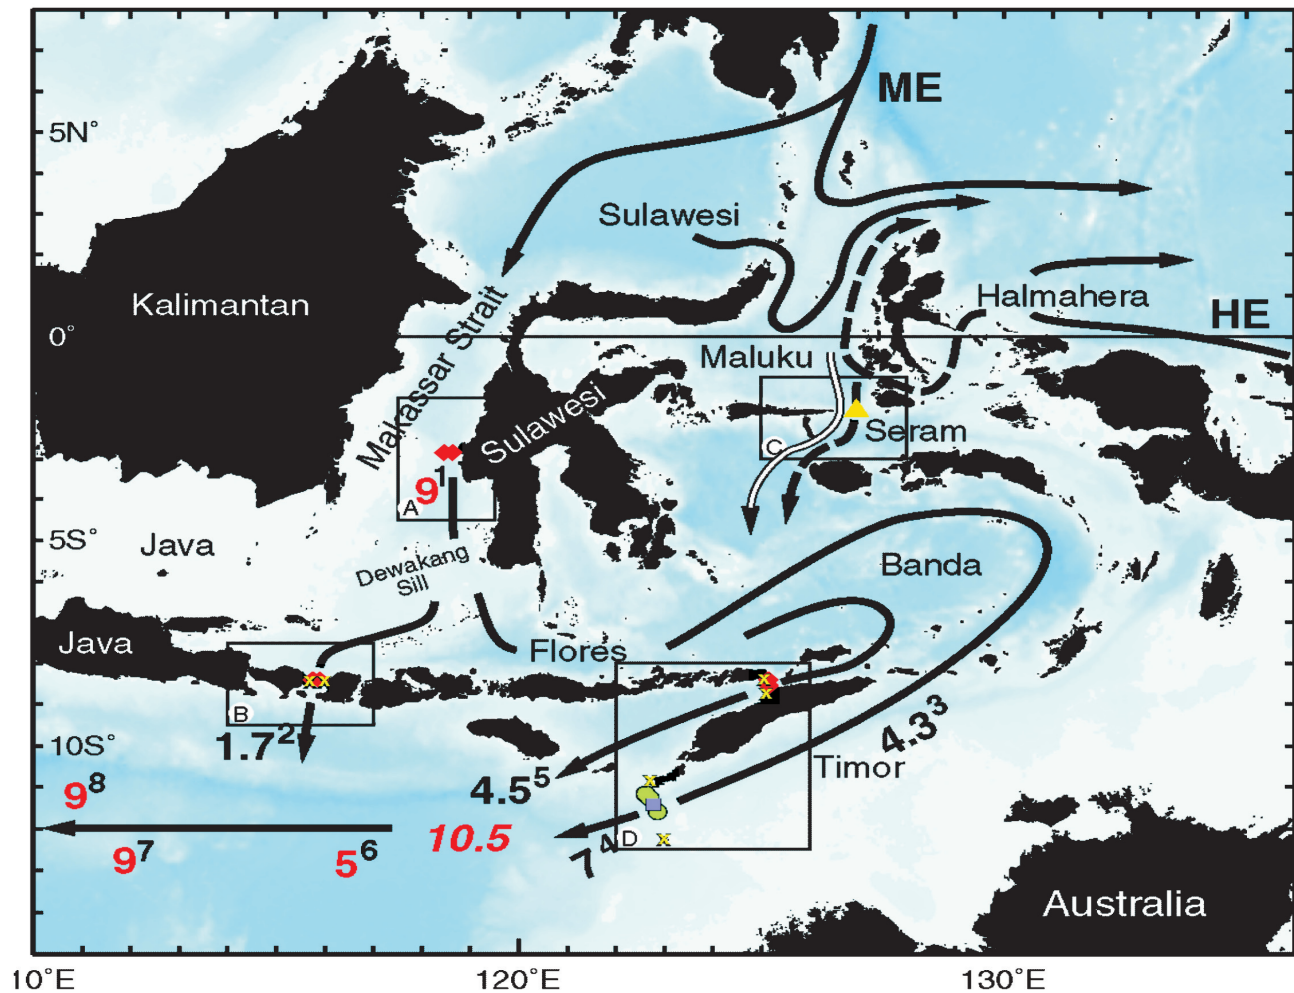 ME
5N°
Sulawesi
Kalimantan
Halmahera
HE
0°
Makassar Strait
Maluku
Sulawesi
Seram
C
9¹
A
5S°
Java
Dewakang
Sill
Banda
Java
Flores
B
1.7²
10S°
4.3³
Timor
4.5⁵
9⁸
10.5
D
7⁴
9⁷
5⁶
Australia
10°E
120°E
130°E